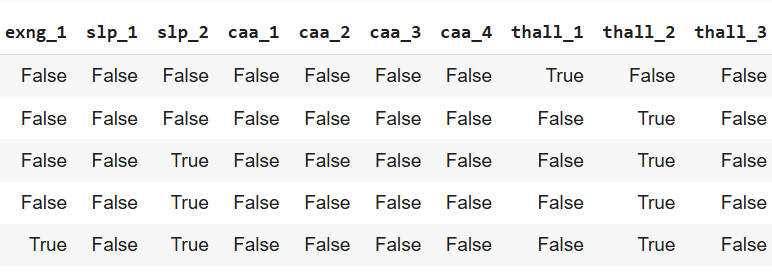 exng_1 slp_1 slp_2 caa_1 caa_2 caa_3 caa_4 thall_1 thall_2 thall_3
False False False False False False False True False False
False False False False False False False False True False
False False True False False False False False True False
False False True False False False False False True False
True False True False False False False False True False